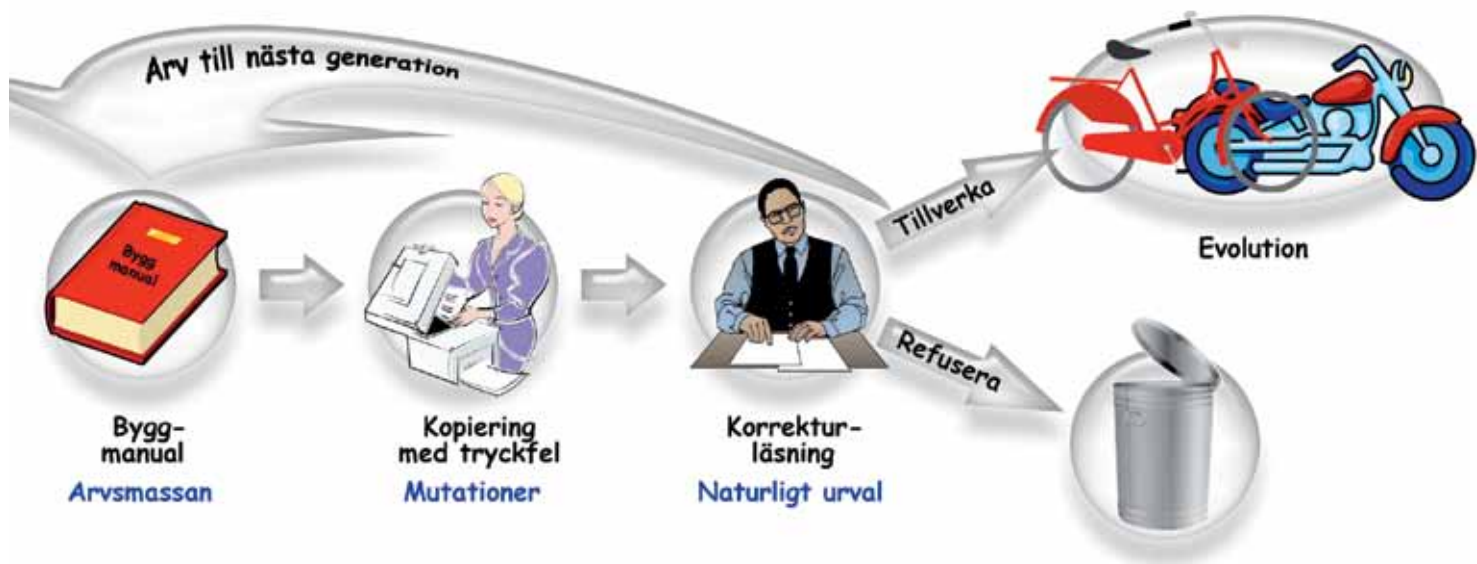 Arv till nästa generation
Tillverka
Evolution
Bygg
manual
Refusera
Bygg-
manual
Arvsmassan
Kopiering
med tryckfel
Mutationer
Korrektur-
läsning
Naturligt urval